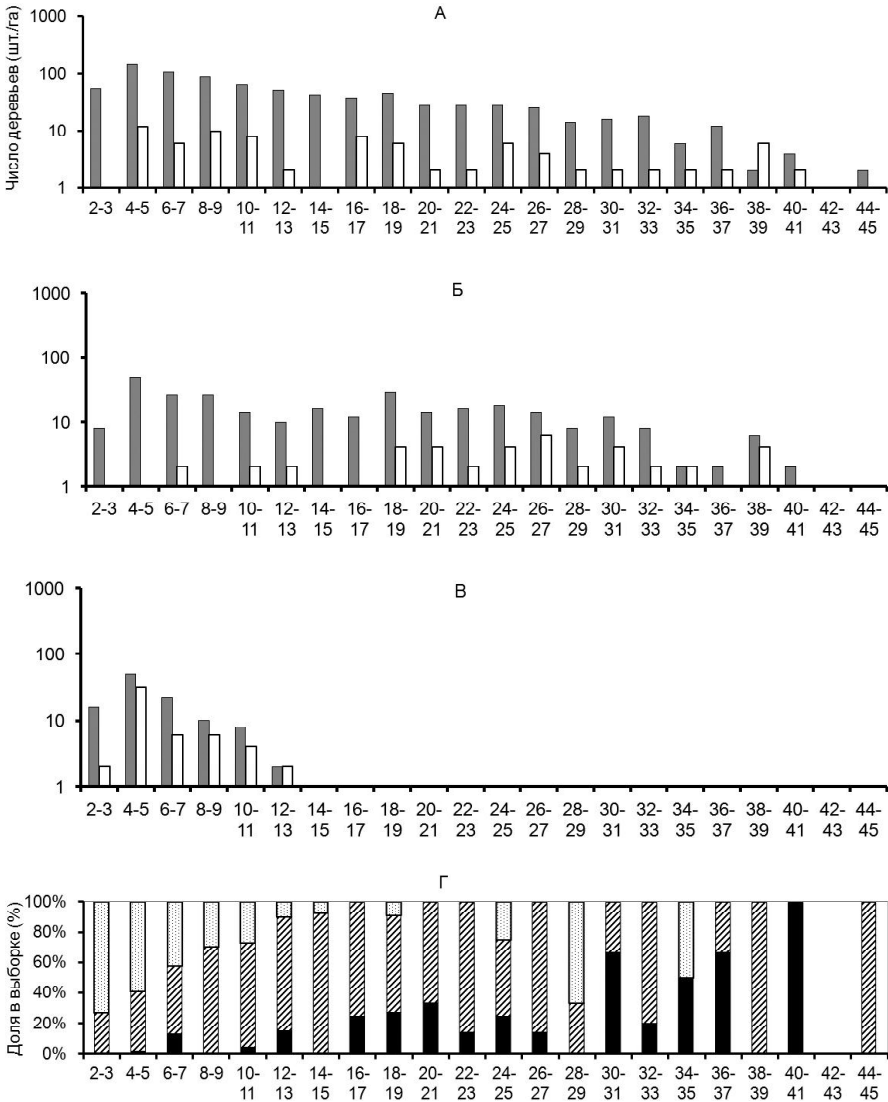 А
Число деревьев (шт./га)
1000
100
10
1
2-3 4-5 6-7 8-9 10- 12- 14- 16- 18- 20- 22- 24- 26- 28- 30- 32- 34- 36- 38- 40- 42- 44-
11 13 15 17 19 21 23 25 27 29 31 33 35 37 39 41 43 45
Б
1000
100
10
1
2-3 4-5 6-7 8-9 10- 12- 14- 16- 18- 20- 22- 24- 26- 28- 30- 32- 34- 36- 38- 40- 42- 44-
11 13 15 17 19 21 23 25 27 29 31 33 35 37 39 41 43 45
В
1000
100
10
1
2-3 4-5 6-7 8-9 10- 12- 14- 16- 18- 20- 22- 24- 26- 28- 30- 32- 34- 36- 38- 40- 42- 44-
11 13 15 17 19 21 23 25 27 29 31 33 35 37 39 41 43 45
Г
Доля в выборке (%)
100%
80%
60%
40%
20%
0%
2-3 4-5 6-7 8-9 10- 12- 14- 16- 18- 20- 22- 24- 26- 28- 30- 32- 34- 36- 38- 40- 42- 44-
11 13 15 17 19 21 23 25 27 29 31 33 35 37 39 41 43 45